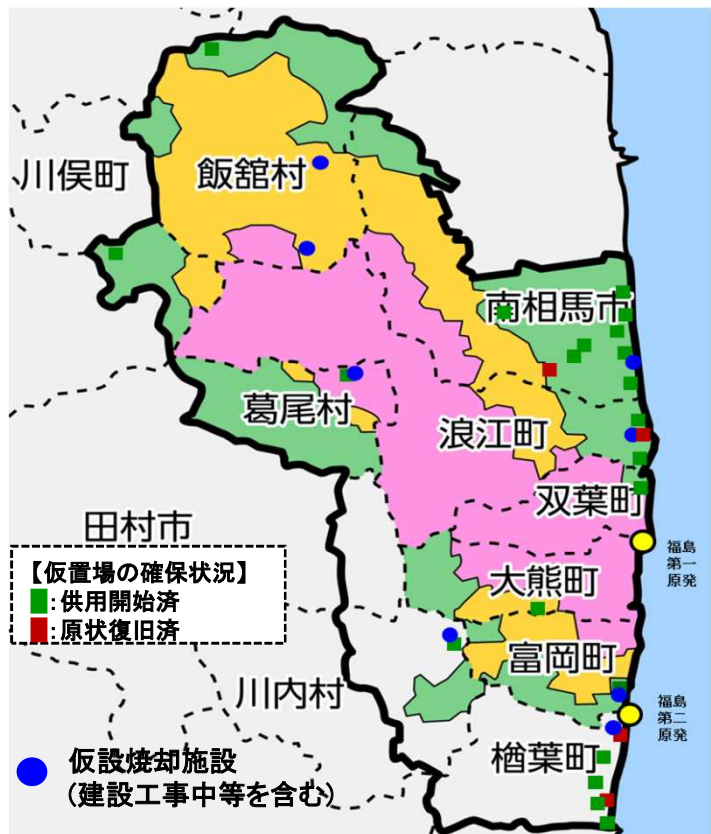 川俣町
飯舘村
南相馬市
葛尾村
浪江町
双葉町
田村市
福島
第一
原発
【仮置場の確保状況】
:供用開始済
:原状復旧済
大熊町
富岡町
川内村
福島
第二
原発
楢葉町
仮設焼却施設
(建設工事中等を含む)